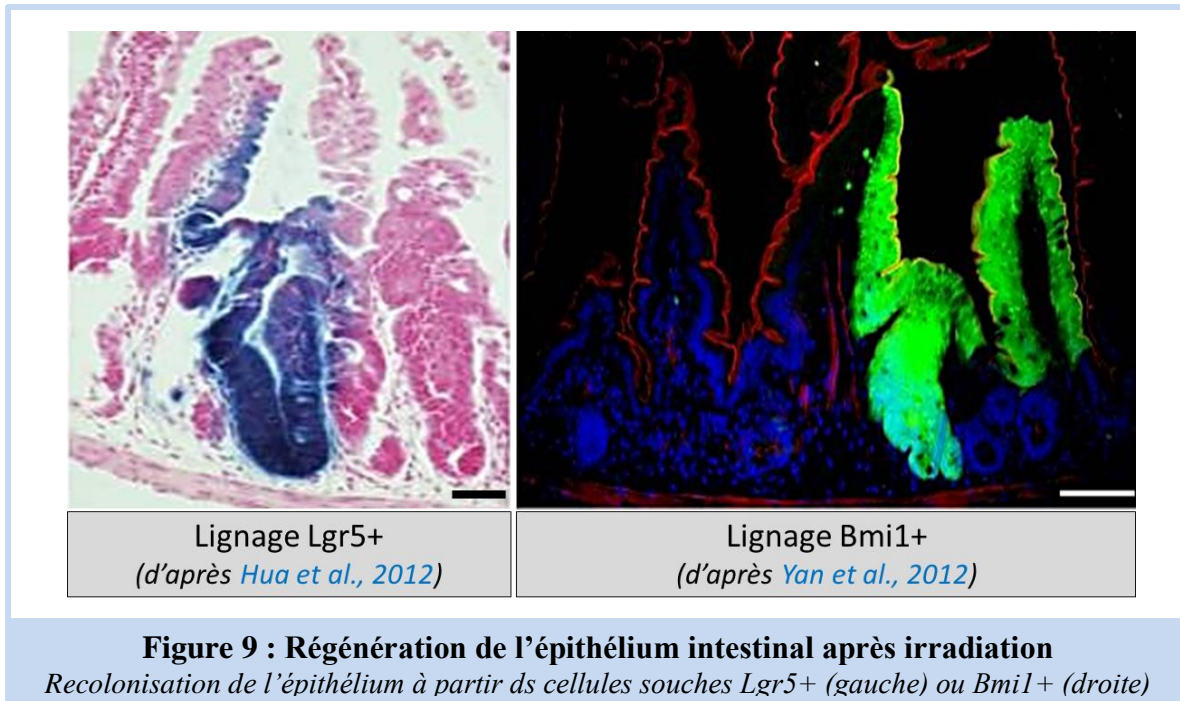 Lignage Lgr5+
(d'après Hua et al., 2012)
Lignage Bmi1+
(d'après Yan et al., 2012)
Figure 9 : Régénération de l'épithélium intestinal après irradiation
Recolonisation de l'épithélium à partir ds cellules souches Lgr5+ (gauche) ou Bmi1+ (droite)